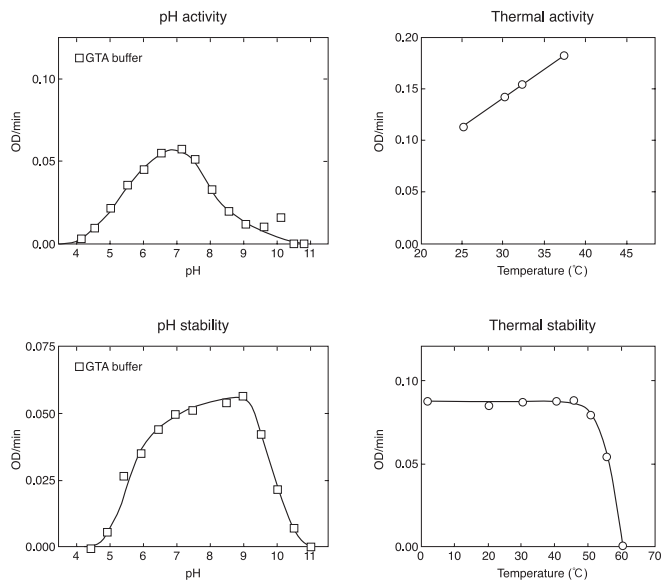 pH activity
GTA buffer
0.10
0.05
0.00
OD/min
4 5 6 7 8 9 10 11
pH
Thermal activity
0.20
0.15
0.10
0.05
0.00
OD/min
20 25 30 35 40 45
Temperature (℃)
pH stability
0.075
GTA buffer
0.050
0.025
0.000
OD/min
4 5 6 7 8 9 10 11
pH
Thermal stability
0.10
0.05
0.00
OD/min
0 10 20 30 40 50 60 70
Temperature (℃)